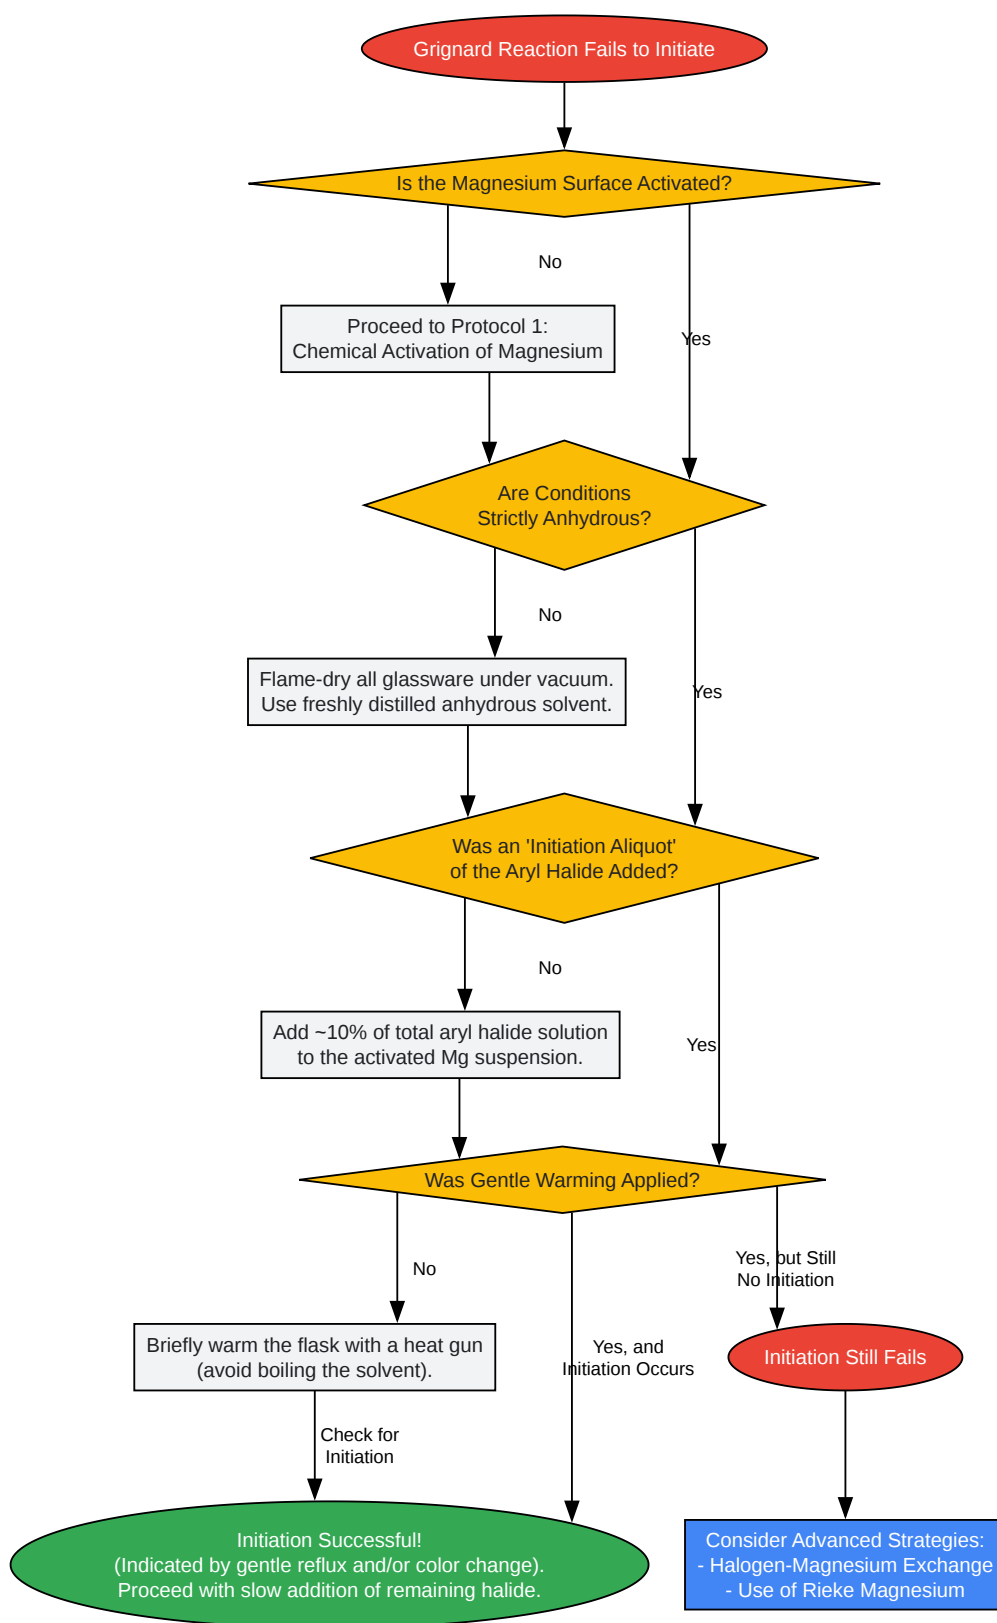 Grignard Reaction Fails to Initiate
Is the Magnesium Surface Activated?
No
Proceed to Protocol 1:
Chemical Activation of Magnesium
Yes
Are Conditions
Strictly Anhydrous?
No
Flame-dry all glassware under vacuum.
Use freshly distilled anhydrous solvent.
Yes
Was an 'Initiation Aliquot'
of the Aryl Halide Added?
No
Add ~10% of total aryl halide solution
to the activated Mg suspension.
Yes
Was Gentle Warming Applied?
No
Yes, but Still
No Initiation
Briefly warm the flask with a heat gun
(avoid boiling the solvent).
Yes, and
Initiation Occurs
Initiation Still Fails
Check for
Initiation
Initiation Successful!
(Indicated by gentle reflux and/or color change).
Proceed with slow addition of remaining halide.
Consider Advanced Strategies:
- Halogen-Magnesium Exchange
- Use of Rieke Magnesium